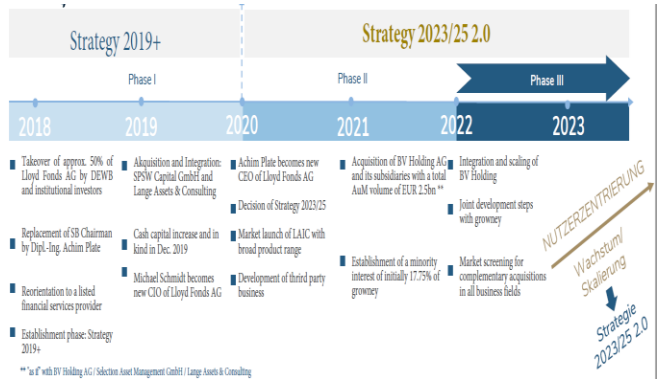 Strategy 2019+
Strategy 2023/25 2.0
Phase I
Phase II
Phase III
2018
2019
2020
2021
2022
2023
Takeover of approx. 50% of
Lloyd Fonds AG by DEWB
and institutional investors
Replacement of SB Chairman
by Dipl.-Ing. Achim Plate
Reorientation to a listed
financial services provider
Establishment phase: Strategy
2019+
Akquisition and Integration:
SPSW Capital GmbH and
Lange Assets & Consulting
Cash capital increase and in
kind in Dec. 2019
Michael Schmidt becomes
new CIO of Lloyd Fonds AG
Achim Plate becomes new
CEO of Lloyd Fonds AG
Decision of Strategy 2023/25
Market launch of LAIC with
broad product range
Development of thrird party
business
Acquisition of BV Holding AG
and its subsidiaries with a total
AuM volume of EUR 2.5bn **
Establishment of a minority
interest of initially 17.75% of
growney
Integration and scaling of
BV Holding
Joint development steps
with growney
Market screening for
complementary acquisitions
in all business fields
NUTZERZENTRIERUNG
Wachstum/
Skalierung
Strategie
2023/25 2.0
** "as if" with BV Holding AG / Selection Asset Management GmbH / Lange Assets & Consulting